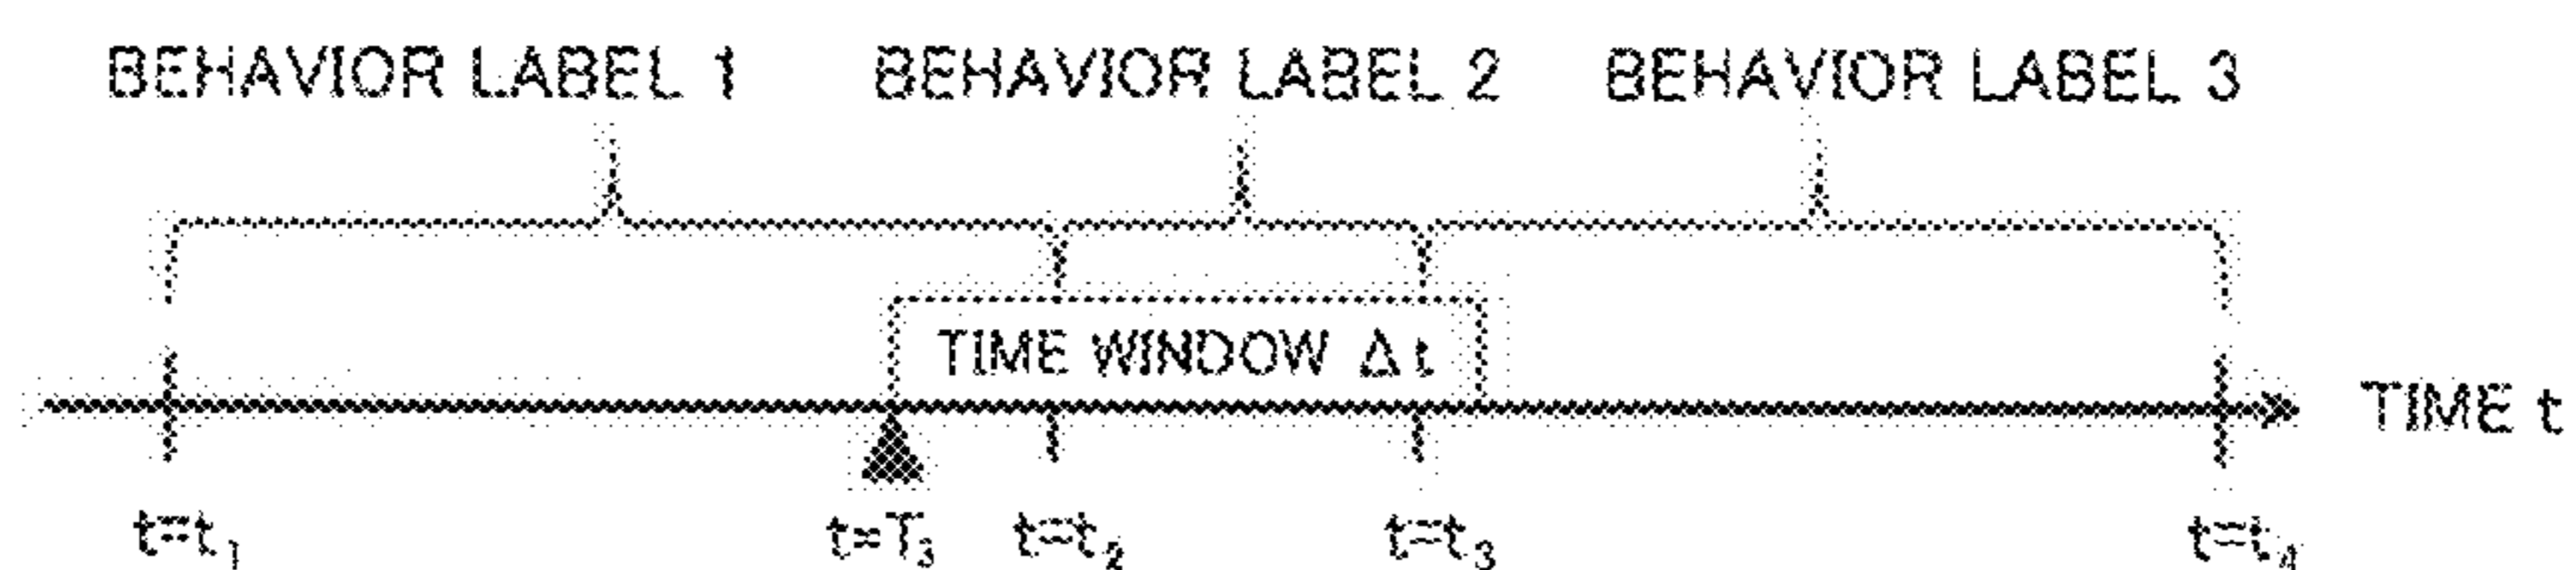 BEHAVIOR LABEL 1 BEHAVIOR LABEL 2 BEHAVIOR LABEL 3
TIME WINDOW Δt
TIME t
t=t₁ t=T₃ t=t₂ t=t₃ t=t₄